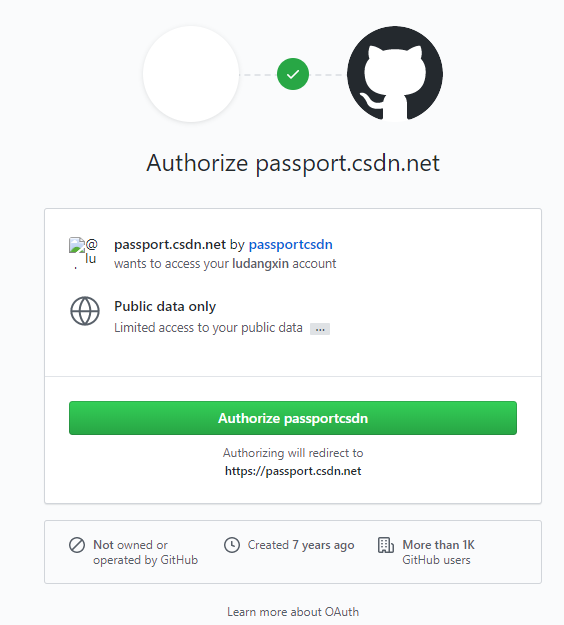 Authorize passport.csdn.net
@
lu
passport.csdn.net by passportcsdn
wants to access your ludangxin account
Public data only
Limited access to your public data ...
Authorize passportcsdn
Authorizing will redirect to
https://passport.csdn.net
Not owned or
operated by GitHub
Created 7 years ago
More than 1K
GitHub users
Learn more about OAuth